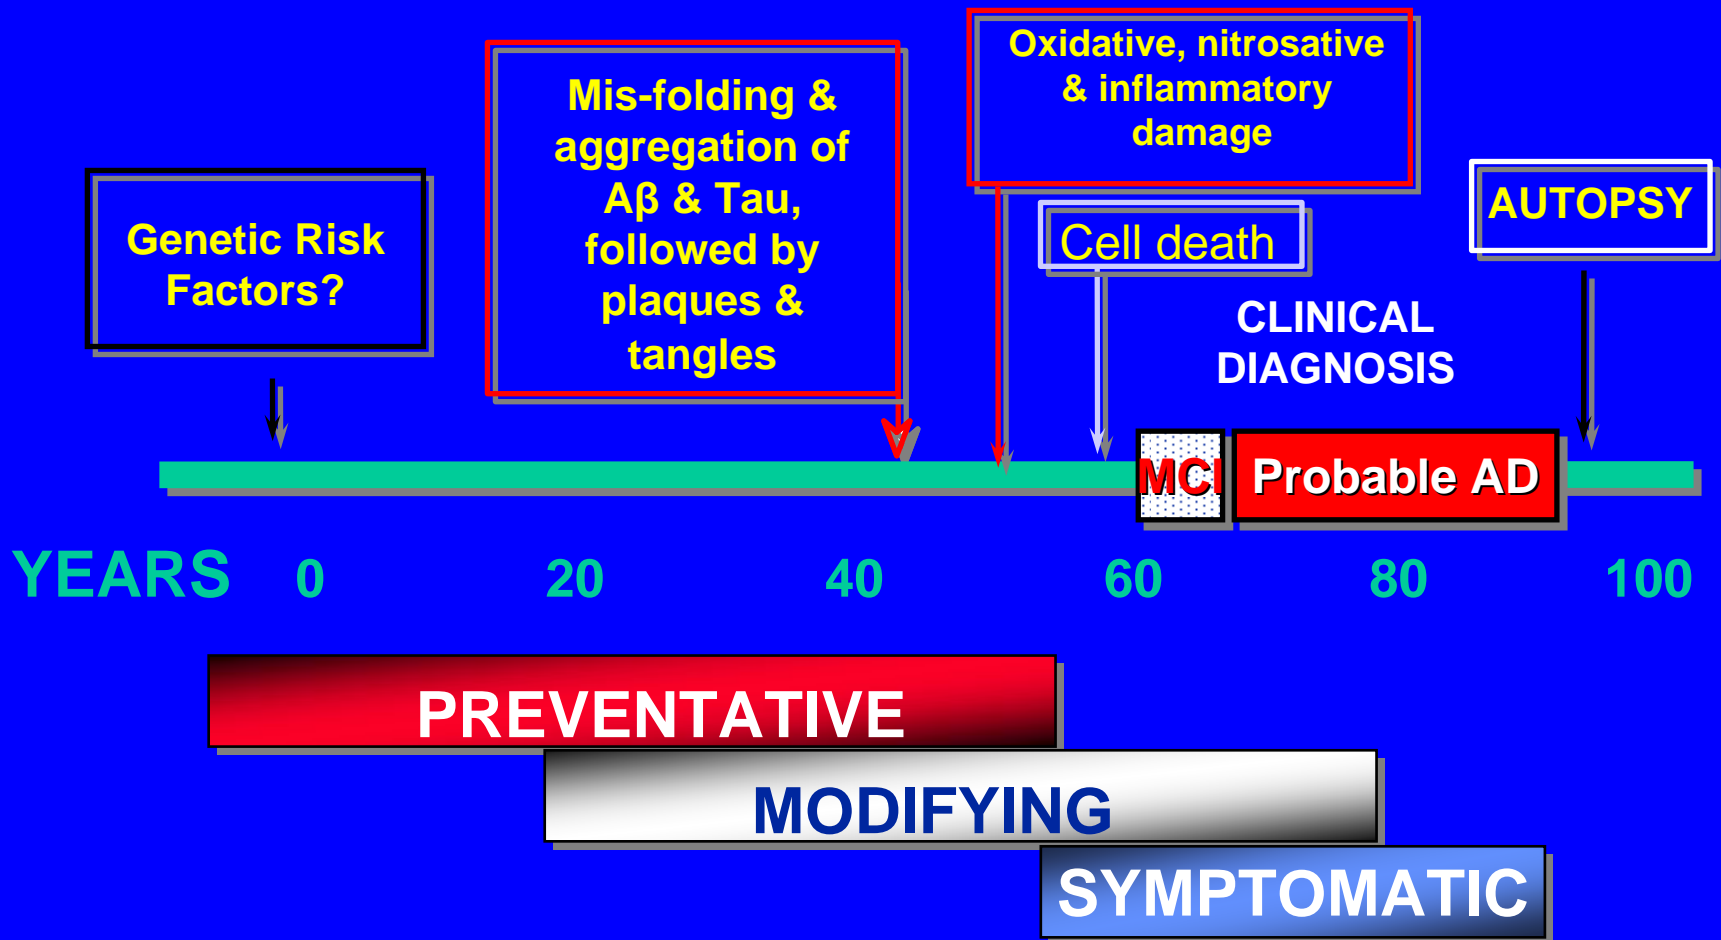 Genetic Risk
Factors?
Mis-folding &
aggregation of
Aβ & Tau,
followed by
plaques &
tangles
Oxidative, nitrosative
& inflammatory
damage
Cell death
CLINICAL
DIAGNOSIS
AUTOPSY
MCI
Probable AD
YEARS 0 20 40 60 80 100
PREVENTATIVE
MODIFYING
SYMPTOMATIC